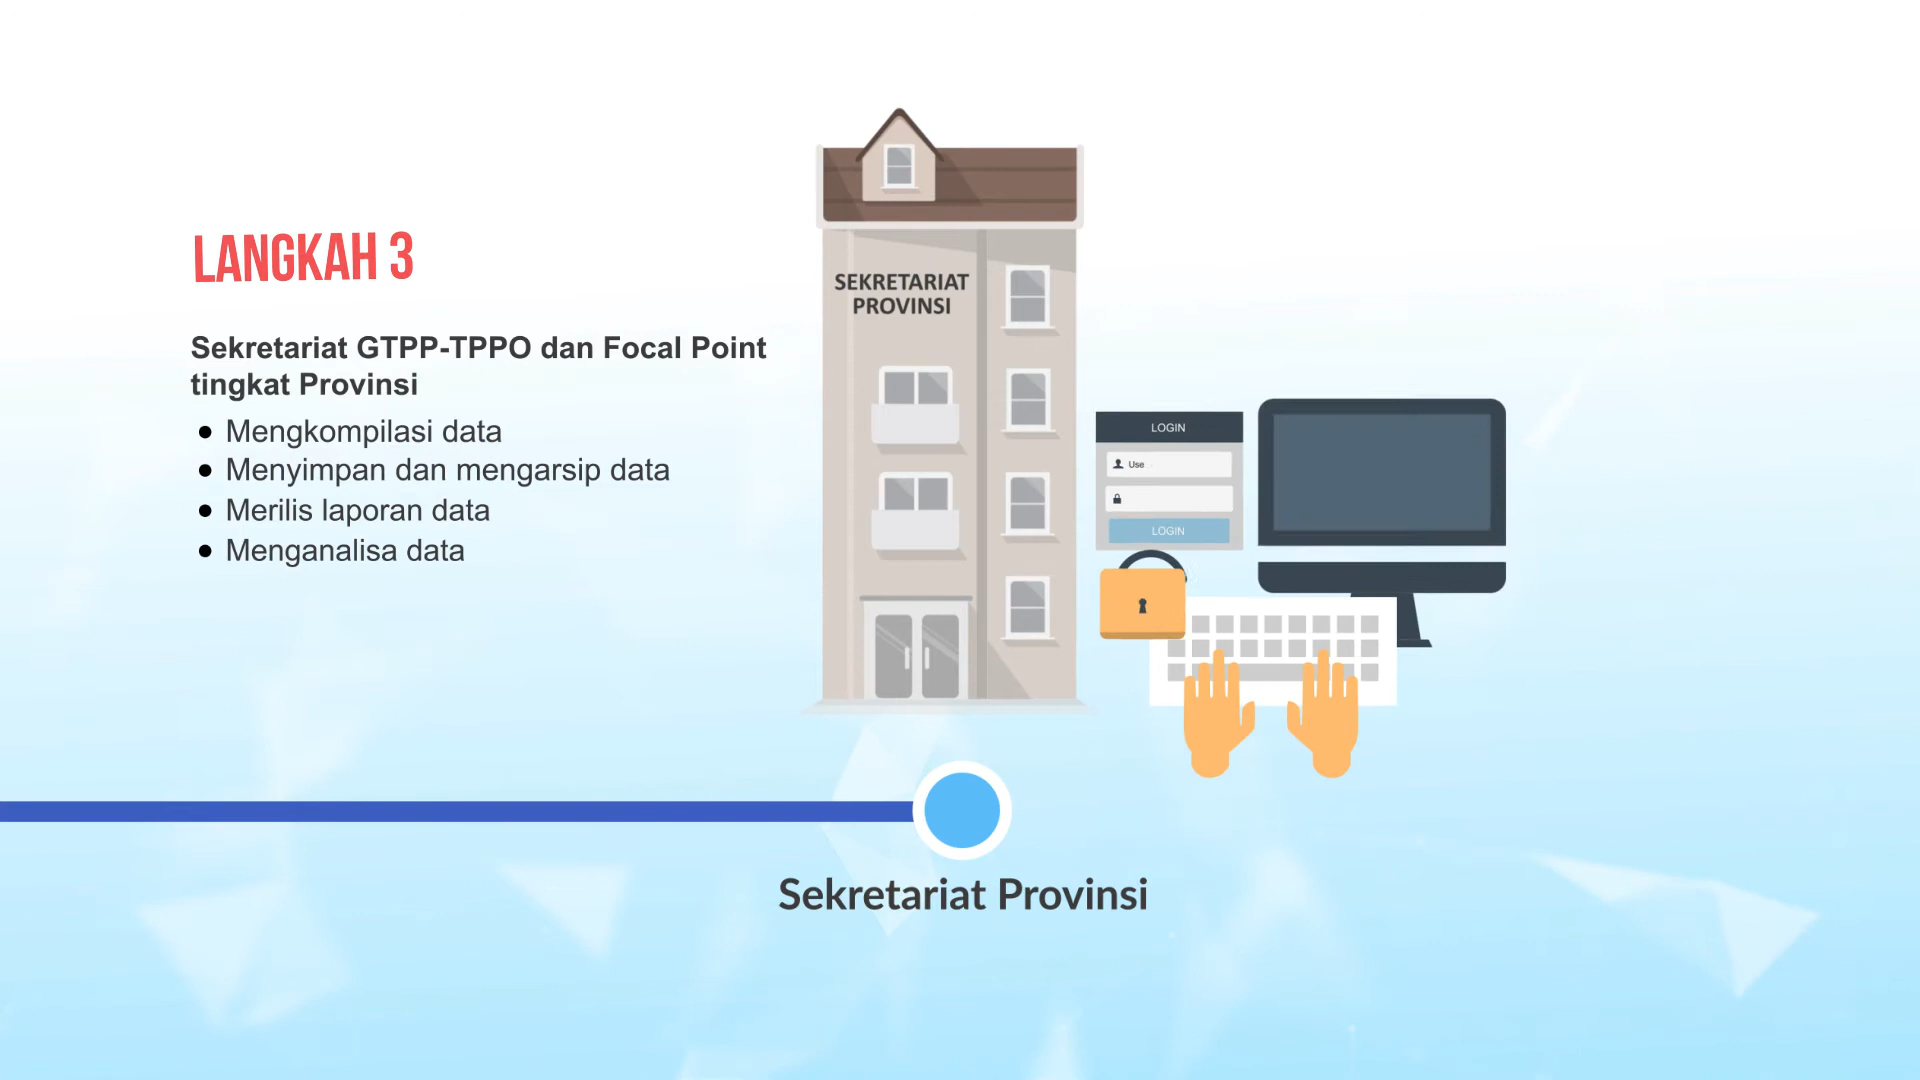 LANGKAH 3
Sekretariat GTPP-TPPO dan Focal Point
tingkat Provinsi
● Mengkompilasi data
● Menyimpan dan mengarsip data
● Merilis laporan data
● Menganalisa data
SEKRETARIAT
PROVINSI
LOGIN
Use
LOGIN
Sekretariat Provinsi